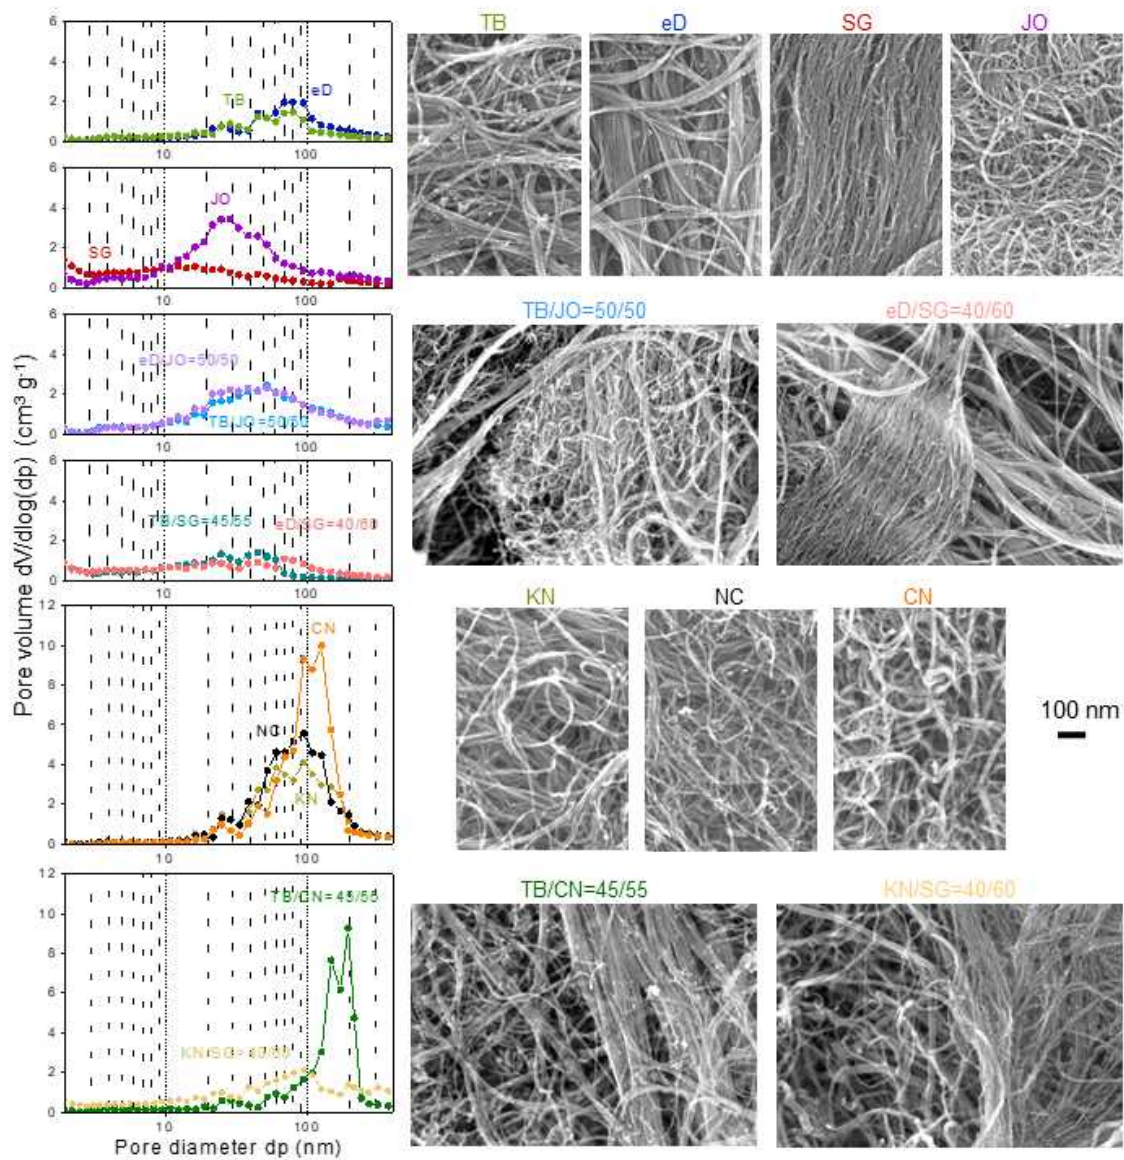 TB eD SG JO
6
4
2
0
TB
eD
10 100
6
4
2
0
JO
SG
10 100
TB/JO=50/50 eD/SG=40/60
6
4
2
0
eD/JO=50/50
TB/JO=50/50
10 100
6
4
2
0
TB/SG=45/55 eD/SG=40/60
10 100
KN NC CN
12
10
8
6
4
2
0
CN
NC
KN
10 100
100 nm
TB/CN=45/55 KN/SG=40/60
12
10
8
6
4
2
0
TB/CN=45/55
10 100
Pore volume dV/dlog(dp) (cm³ g⁻¹)
Pore diameter dp (nm)